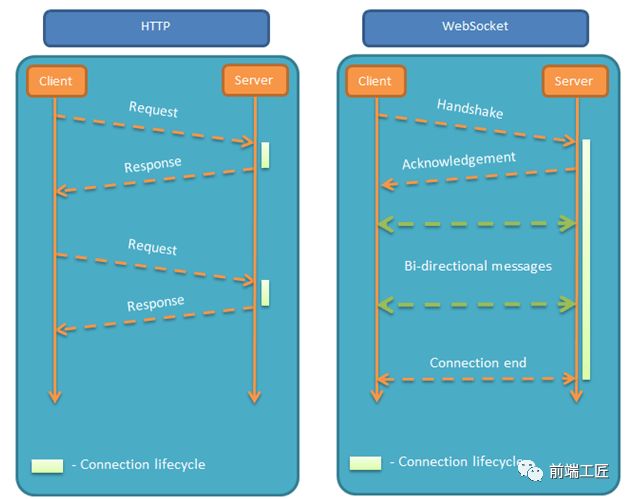 HTTP
Client
Server
Request
Response
Request
Response
- Connection lifecycle
WebSocket
Client
Server
Handshake
Acknowledgement
Bi-directional messages
Connection end
- Connection lifecycle
前端工匠